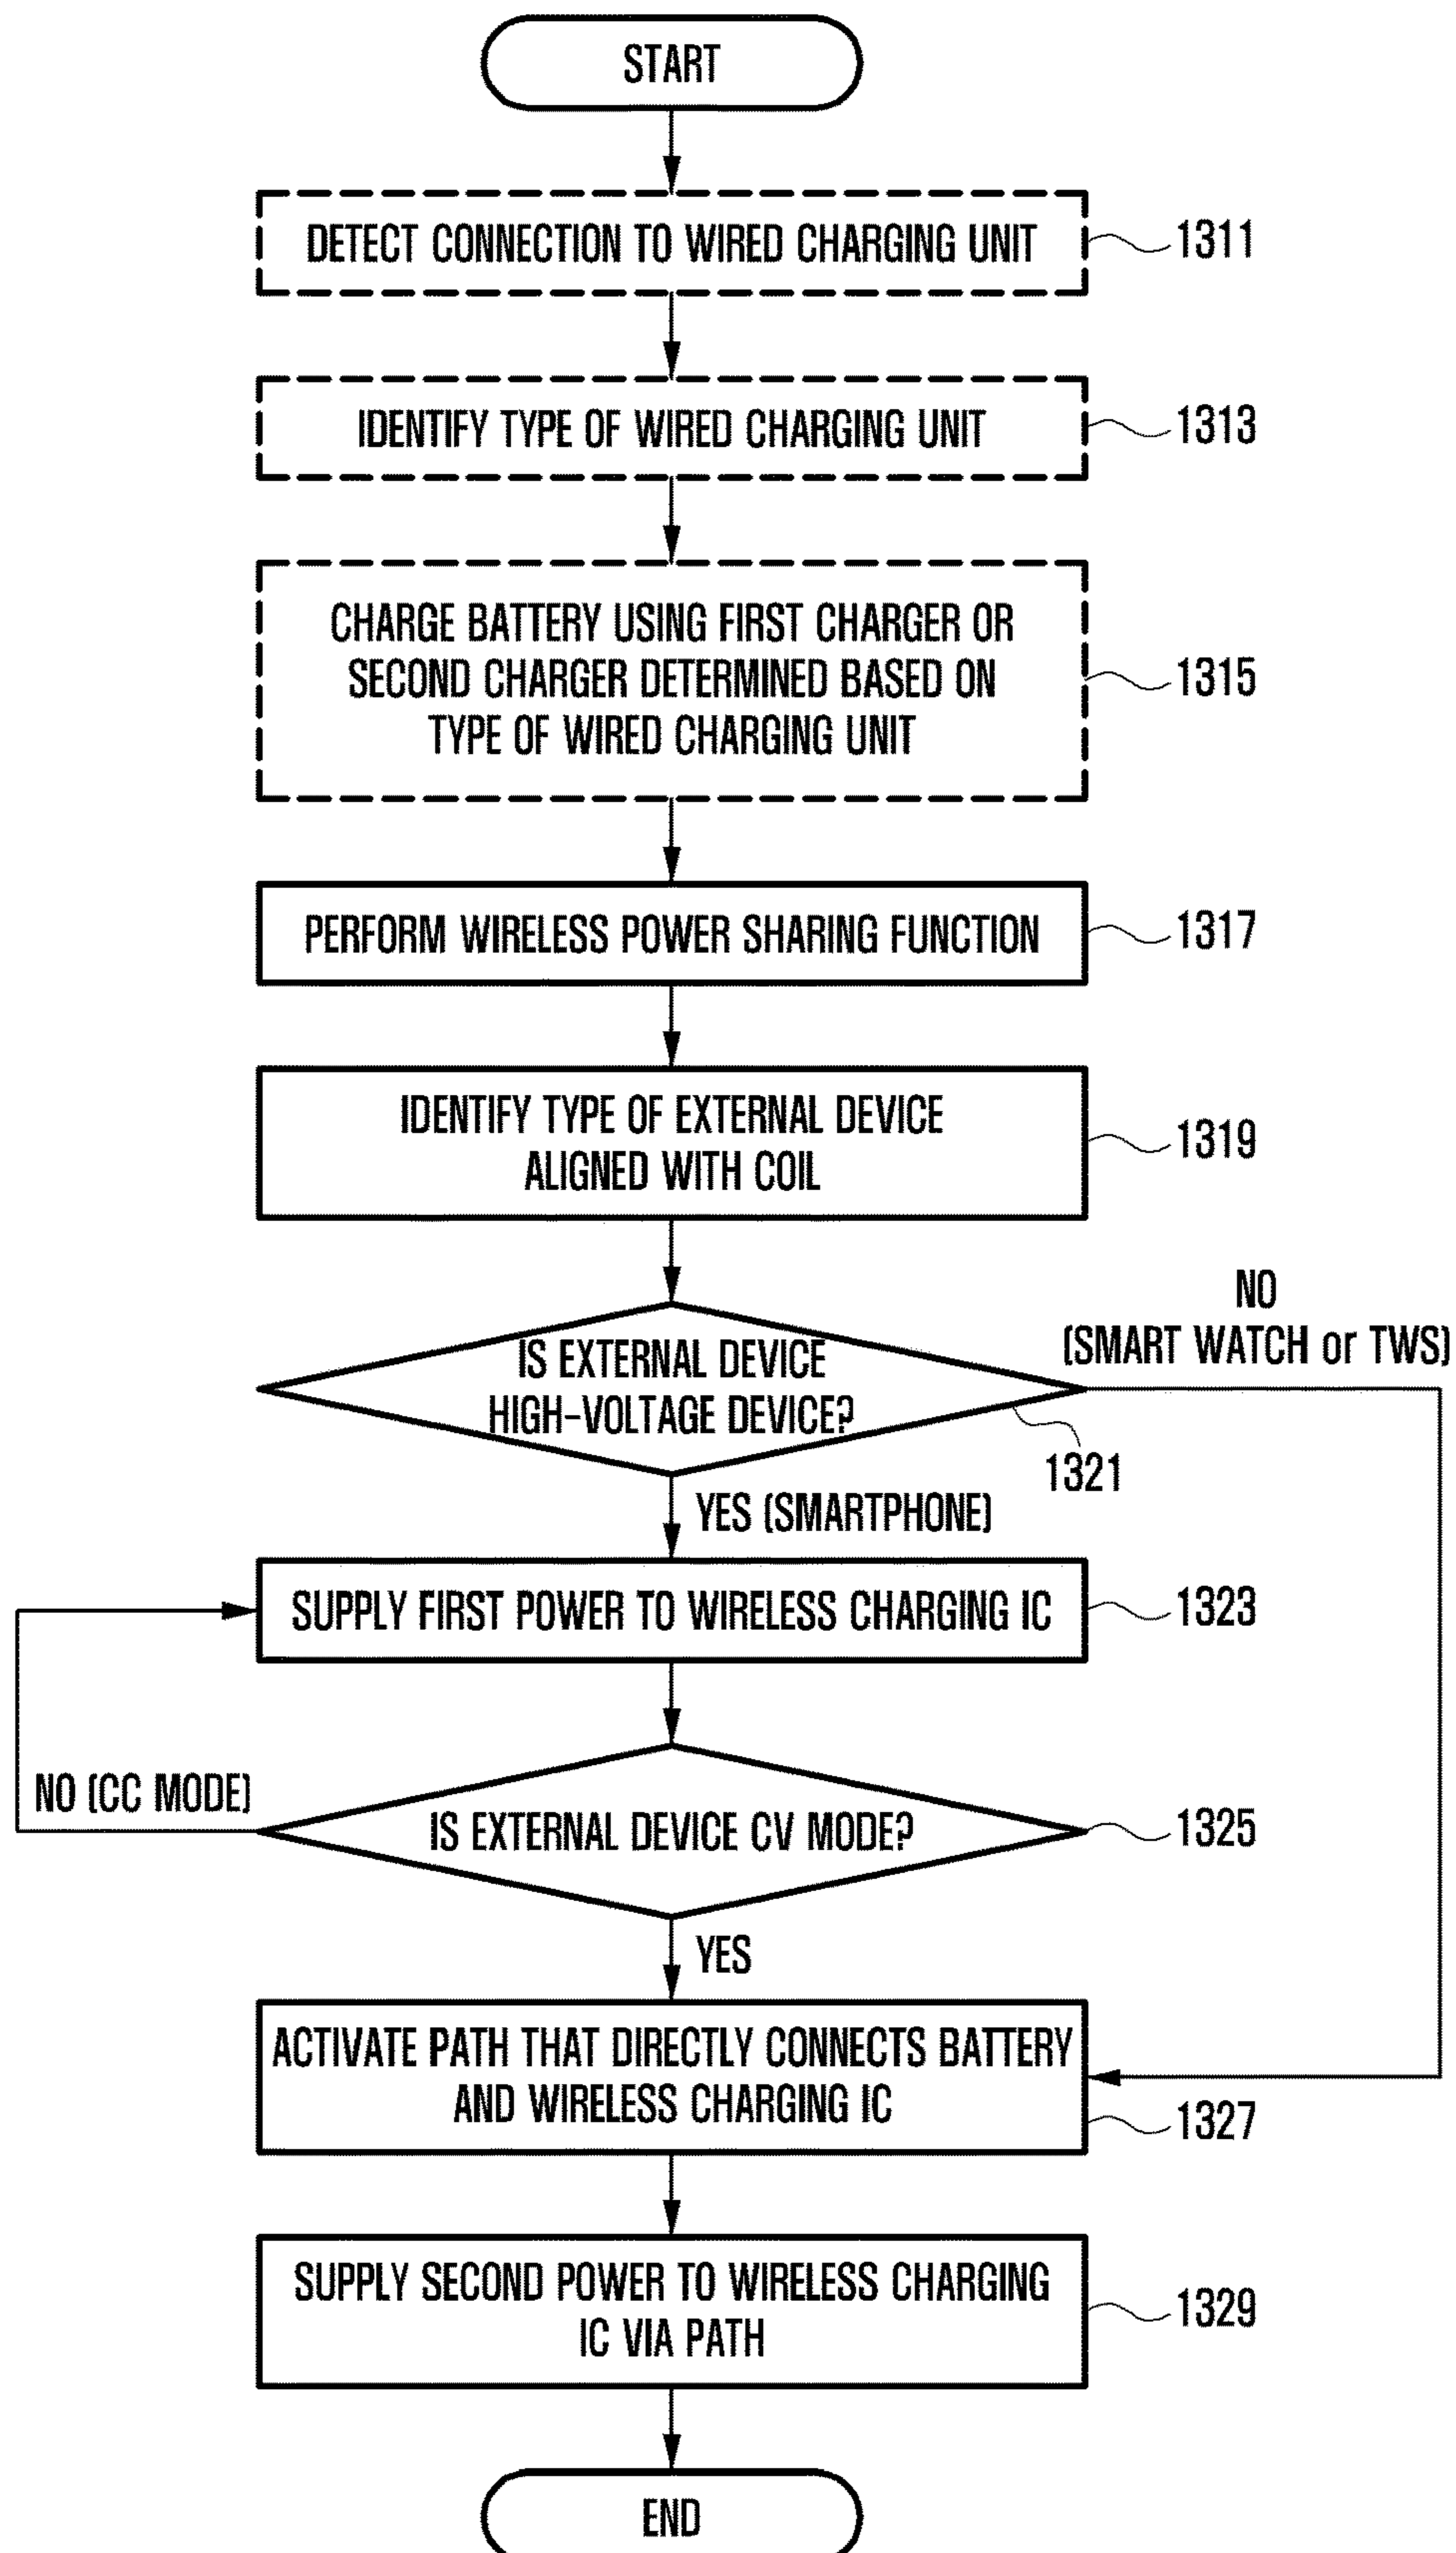 START
DETECT CONNECTION TO WIRED CHARGING UNIT
1311
IDENTIFY TYPE OF WIRED CHARGING UNIT
1313
CHARGE BATTERY USING FIRST CHARGER OR
SECOND CHARGER DETERMINED BASED ON
TYPE OF WIRED CHARGING UNIT
1315
PERFORM WIRELESS POWER SHARING FUNCTION
1317
IDENTIFY TYPE OF EXTERNAL DEVICE
ALIGNED WITH COIL
1319
NO
(SMART WATCH or TWS)
IS EXTERNAL DEVICE
HIGH-VOLTAGE DEVICE?
1321
YES (SMARTPHONE)
SUPPLY FIRST POWER TO WIRELESS CHARGING IC
1323
NO (CC MODE)
IS EXTERNAL DEVICE CV MODE?
1325
YES
ACTIVATE PATH THAT DIRECTLY CONNECTS BATTERY
AND WIRELESS CHARGING IC
1327
SUPPLY SECOND POWER TO WIRELESS CHARGING
IC VIA PATH
1329
END